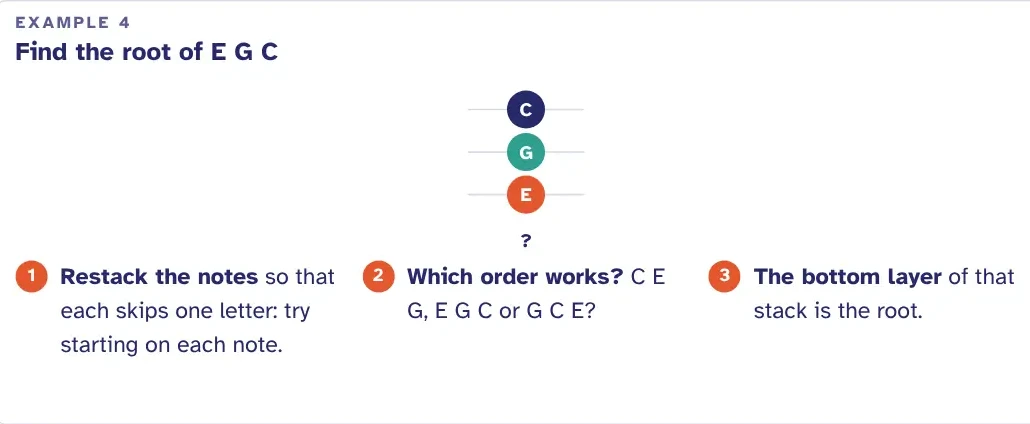 EXAMPLE 4
Find the root of E G C
C
G
E
?
1 Restack the notes so that
each skips one letter: try
starting on each note.
2 Which order works? C E
G, E G C or G C E?
3 The bottom layer of that
stack is the root.